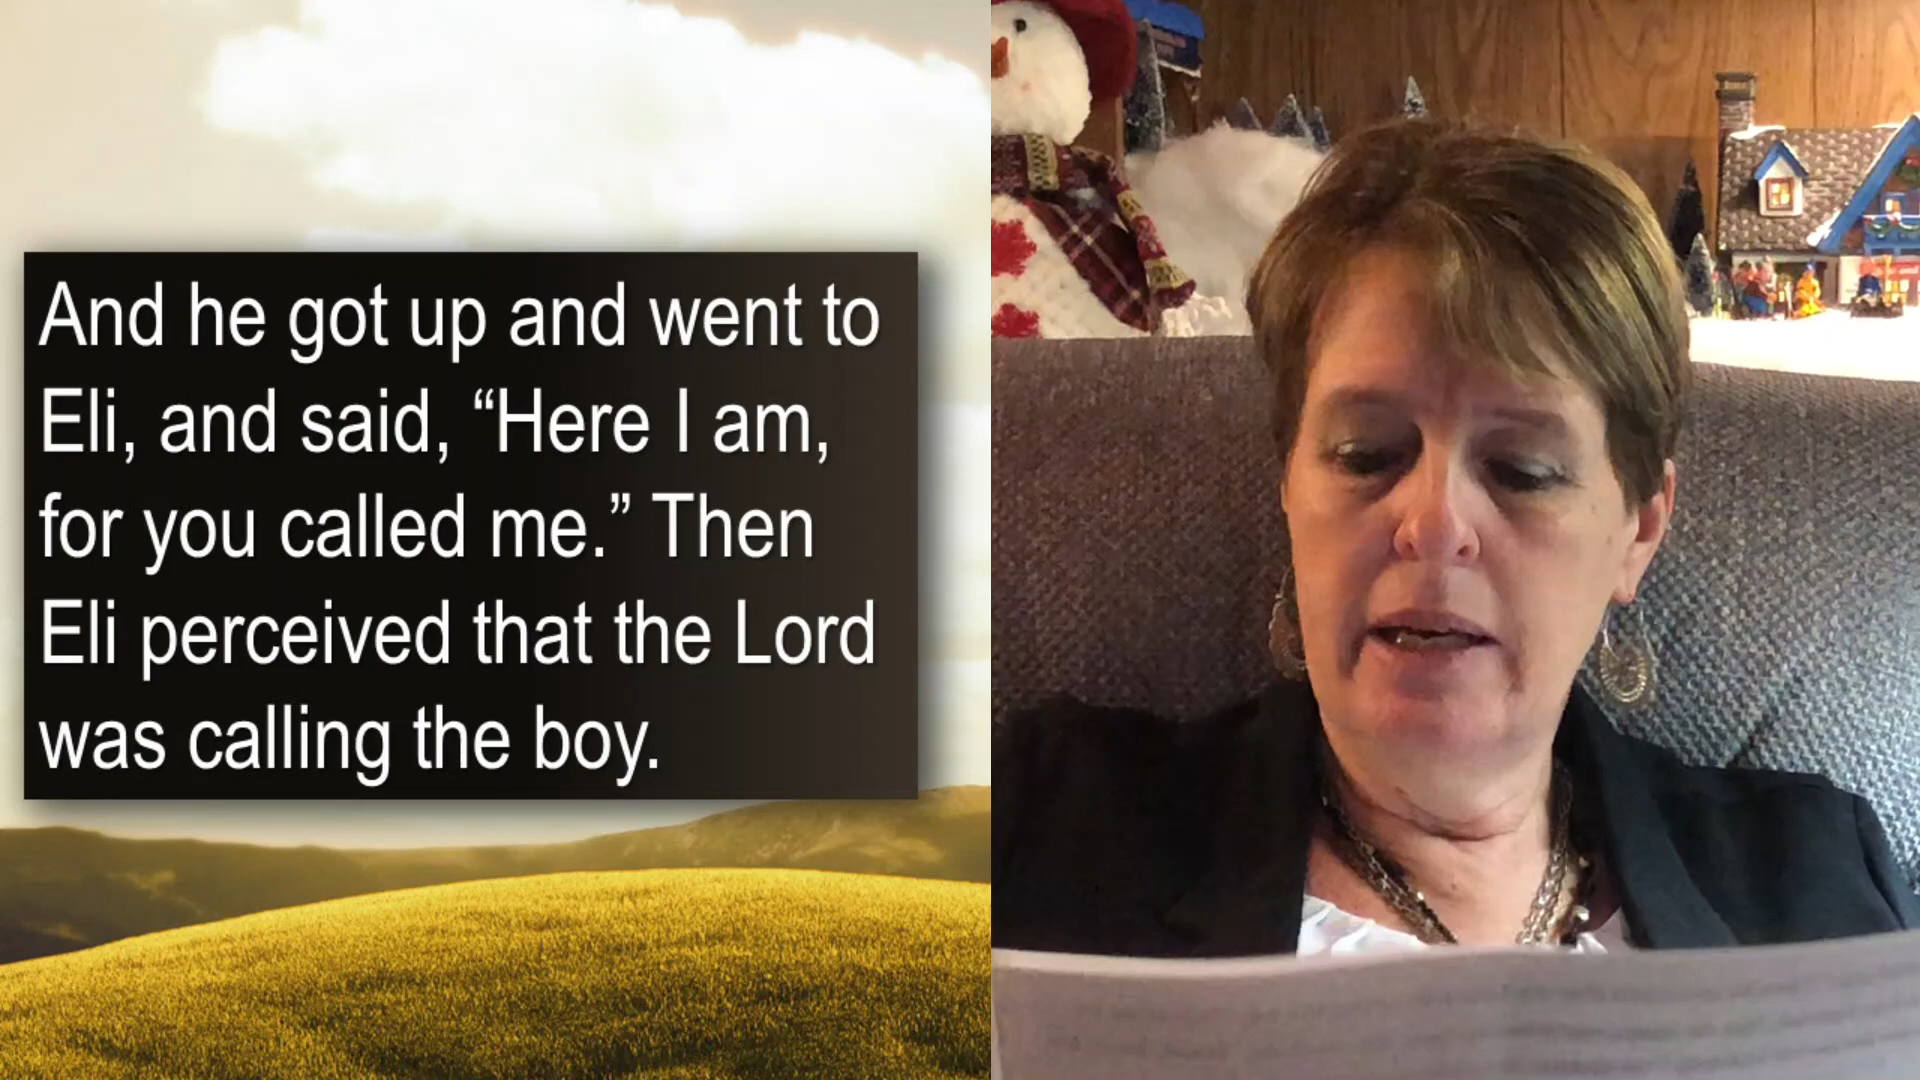 And he got up and went to
Eli, and said, “Here I am,
for you called me.” Then
Eli perceived that the Lord
was calling the boy.